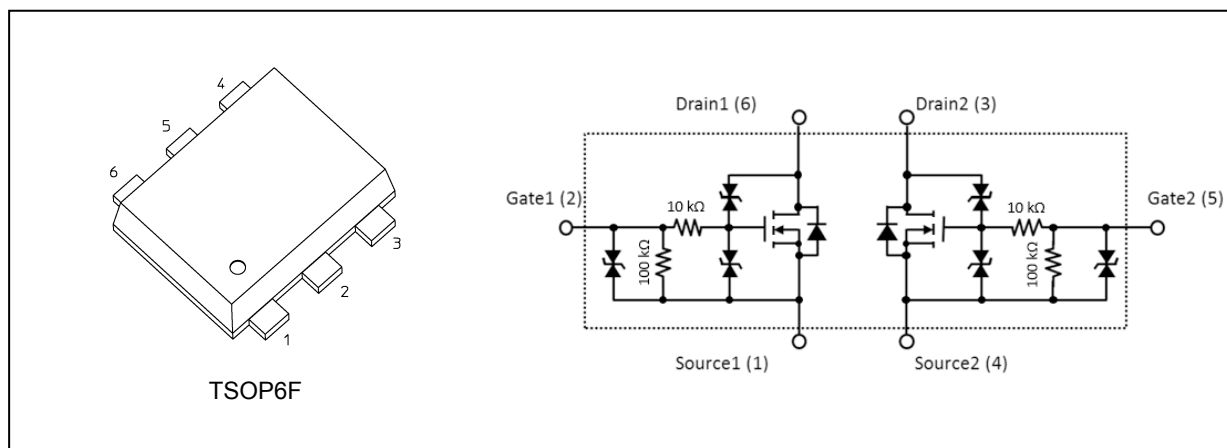 4
5
6
3
2
1
TSOP6F
Drain1 (6)
Drain2 (3)
Gate1 (2)
10 kΩ
100 kΩ
10 kΩ
100 kΩ
Gate2 (5)
Source1 (1)
Source2 (4)